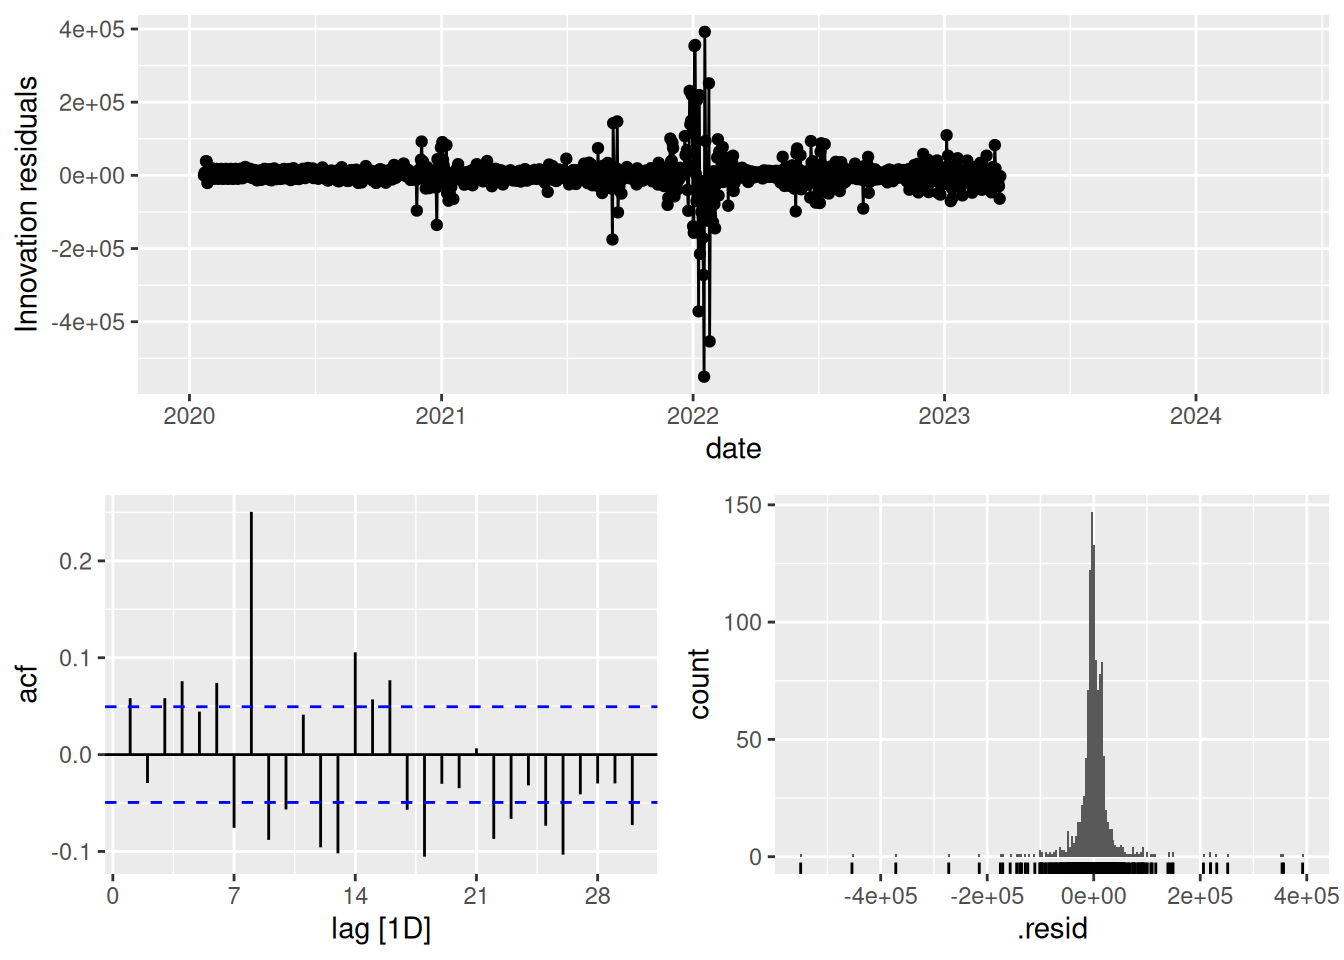 4e+05
2e+05
0e+00
-2e+05
-4e+05
Innovation residuals
2020 2021 2022 2023 2024
date
0.2
0.1
0.0
-0.1
acf
0 7 14 21 28
lag [1D]
150
100
50
0
count
-4e+05 -2e+05 0e+00 2e+05 4e+05
.resid